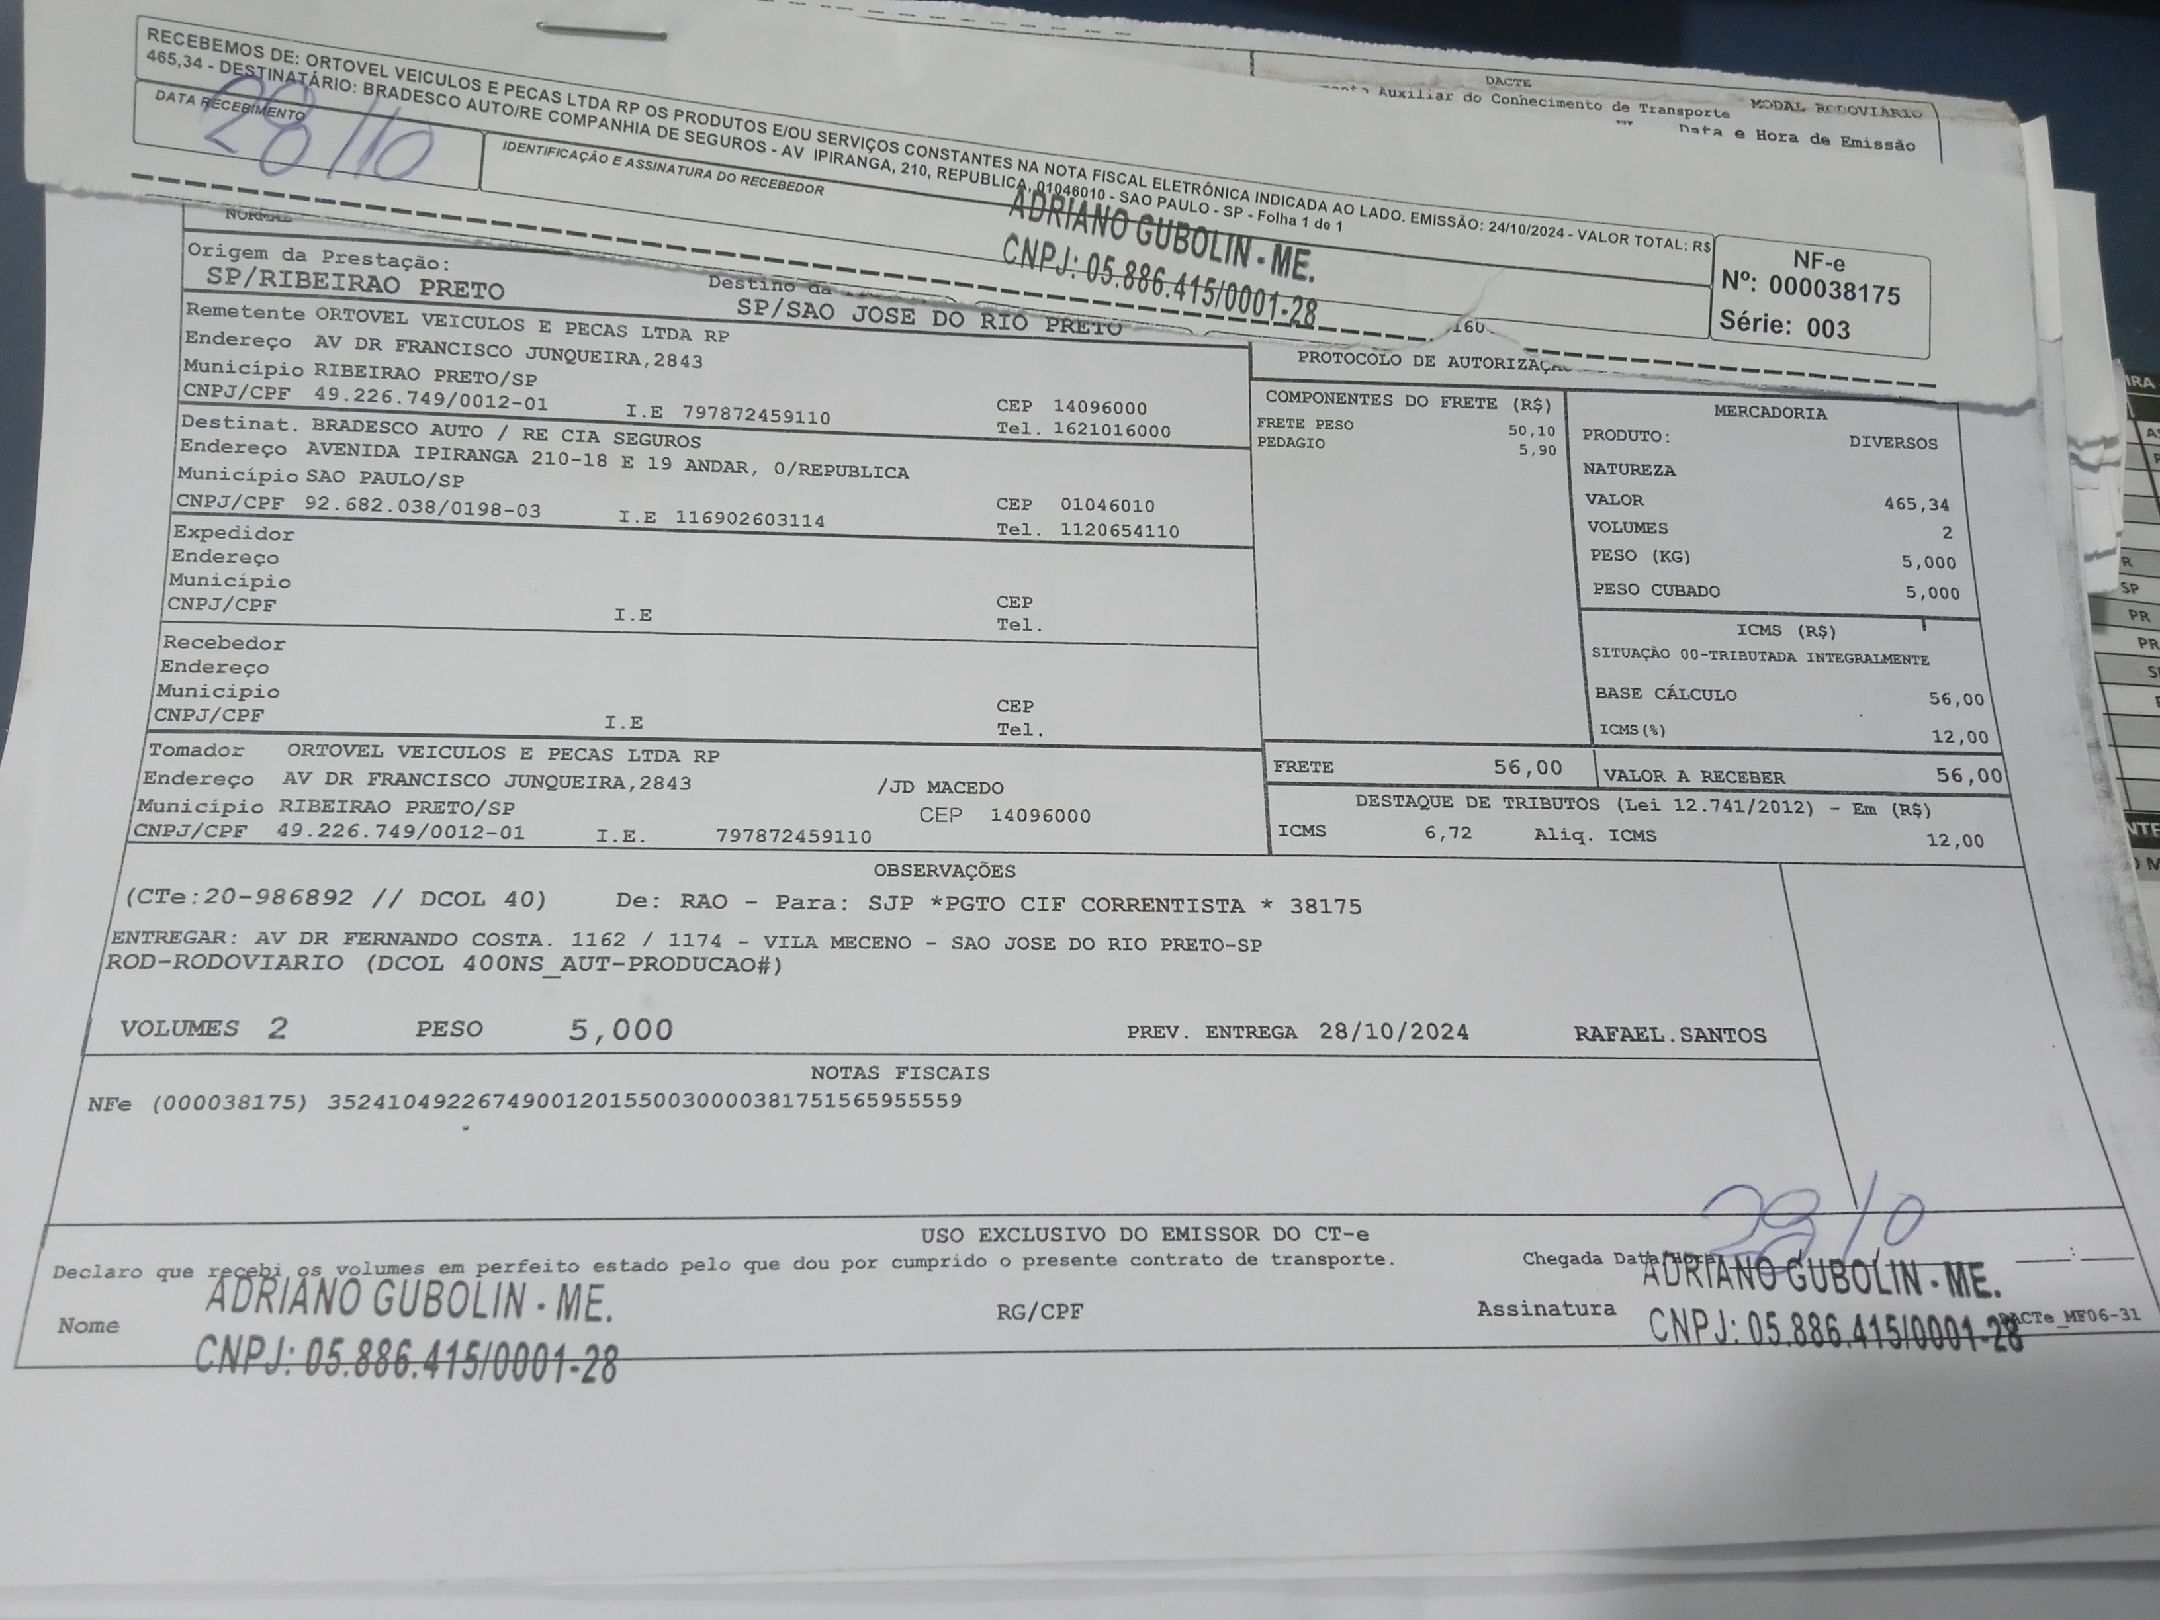 RECEBEMOS DE: ORTOVEL VEICULOS E PECAS LTDA RP OS PRODUTOS E/OU SERVIÇOS CONSTANTES NA NOTA FISCAL ELETRÔNICA INDICADA AO LADO. EMISSÃO: 24/10/2024 - VALOR TOTAL: R$
465,34 - DESTINATÁRIO: BRADESCO AUTO/RE COMPANHIA DE SEGUROS - AV IPIRANGA, 210, REPUBLICA, 01046010 - SAO PAULO - SP - Folha 1 de 1
DATA RECEBIMENTO
28/10
IDENTIFICAÇÃO E ASSINATURA DO RECEBEDOR
ADRIANO GUBOLIN - ME.
CNPJ: 05.886.415/0001-28
NF-e
Nº: 000038175
Série: 003
DACTE
Auxiliar do Conhecimento de Transporte
MODAL RODOVIÁRIO
Data e Hora de Emissão
NORMAL
Origem da Prestação:
SP/RIBEIRAO PRETO
Destino da
SP/SAO JOSE DO RIO PRETO
160
PROTOCOLO DE AUTORIZAÇÃ
Remetente ORTOVEL VEICULOS E PECAS LTDA RP
Endereço AV DR FRANCISCO JUNQUEIRA,2843
Município RIBEIRAO PRETO/SP
CEP 14096000
CNPJ/CPF 49.226.749/0012-01 I.E 797872459110 Tel. 1621016000
Destinat. BRADESCO AUTO / RE CIA SEGUROS
Endereço AVENIDA IPIRANGA 210-18 E 19 ANDAR, 0/REPUBLICA
Município SAO PAULO/SP CEP 01046010
CNPJ/CPF 92.682.038/0198-03 I.E 116902603114 Tel. 1120654110
Expedidor
Endereço
Município CEP
CNPJ/CPF I.E Tel.
Recebedor
Endereço
Município CEP
CNPJ/CPF I.E Tel.
Tomador ORTOVEL VEICULOS E PECAS LTDA RP
Endereço AV DR FRANCISCO JUNQUEIRA,2843 /JD MACEDO
Município RIBEIRAO PRETO/SP CEP 14096000
CNPJ/CPF 49.226.749/0012-01 I.E. 797872459110
COMPONENTES DO FRETE (R$)
FRETE PESO 50,10
PEDAGIO 5,90
MERCADORIA
PRODUTO: DIVERSOS
NATUREZA
VALOR 465,34
VOLUMES 2
PESO (KG) 5,000
PESO CUBADO 5,000
ICMS (R$)
SITUAÇÃO 00-TRIBUTADA INTEGRALMENTE
BASE CÁLCULO 56,00
ICMS(%) 12,00
FRETE 56,00 VALOR A RECEBER 56,00
DESTAQUE DE TRIBUTOS (Lei 12.741/2012) - Em (R$)
ICMS 6,72 Aliq. ICMS 12,00
OBSERVAÇÕES
(CTe:20-986892 // DCOL 40) De: RAO - Para: SJP *PGTO CIF CORRENTISTA * 38175
ENTREGAR: AV DR FERNANDO COSTA. 1162 / 1174 - VILA MECENO - SAO JOSE DO RIO PRETO-SP
ROD-RODOVIARIO (DCOL 400NS_AUT-PRODUCAO#)
VOLUMES 2 PESO 5,000 PREV. ENTREGA 28/10/2024 RAFAEL.SANTOS
NOTAS FISCAIS
NFe (000038175) 35241049226749001201550030000381751565955559
USO EXCLUSIVO DO EMISSOR DO CT-e
Declaro que recebi os volumes em perfeito estado pelo que dou por cumprido o presente contrato de transporte.
Chegada Data/Hora
28/10
Nome
ADRIANO GUBOLIN - ME.
CNPJ: 05.886.415/0001-28
RG/CPF
Assinatura
ADRIANO GUBOLIN - ME.
CNPJ: 05.886.415/0001-28
DACTe_MF06-31